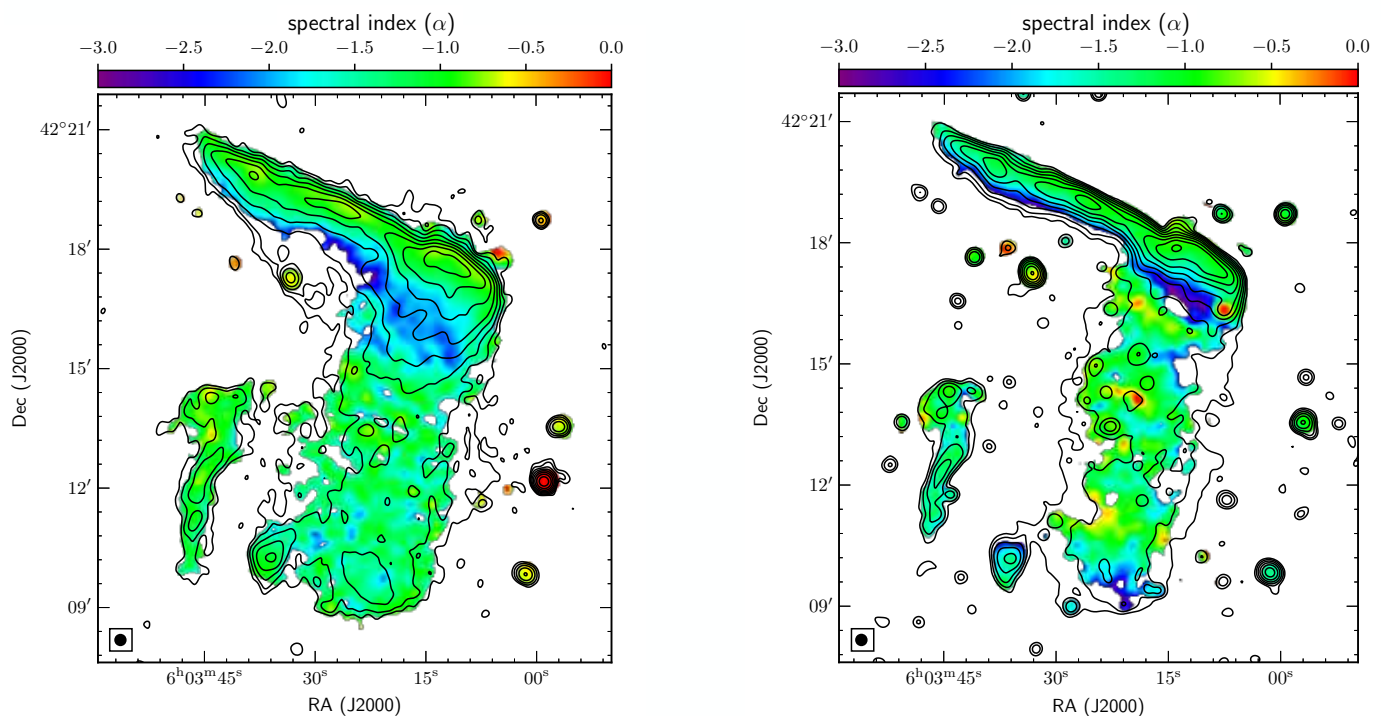 spectral index (α)
−3.0 −2.5 −2.0 −1.5 −1.0 −0.5 0.0
42°21′
18′
15′
12′
09′
Dec (J2000)
6ʰ03ᵐ45ˢ 30ˢ 15ˢ 00ˢ
RA (J2000)
spectral index (α)
−3.0 −2.5 −2.0 −1.5 −1.0 −0.5 0.0
42°21′
18′
15′
12′
09′
Dec (J2000)
6ʰ03ᵐ45ˢ 30ˢ 15ˢ 00ˢ
RA (J2000)